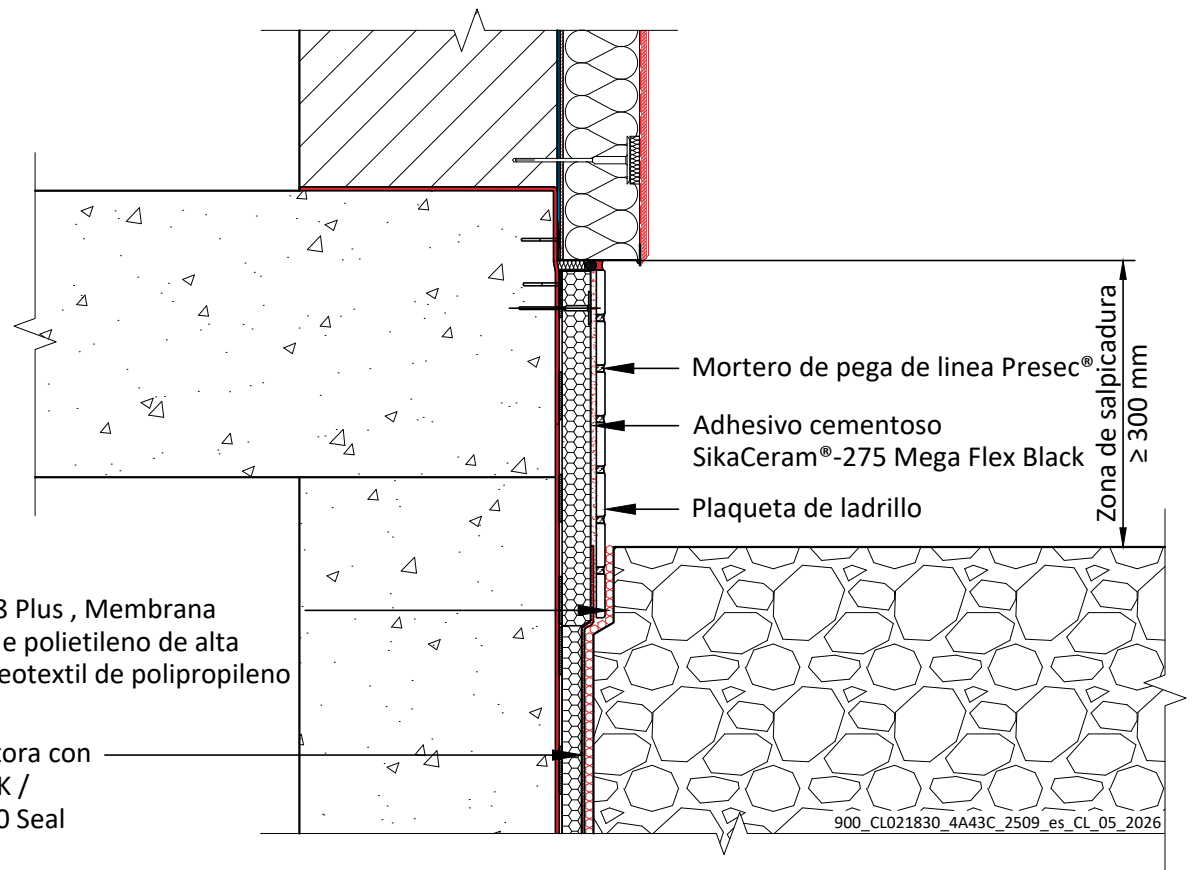 Mortero de pega de linea Presec®
Adhesivo cementoso
SikaCeram®-275 Mega Flex Black
Plaqueta de ladrillo
Zona de salpicadura
≥ 300 mm
8 Plus , Membrana
e polietileno de alta
eotextil de polipropileno
tora con
K /
0 Seal
900_CL021830_4A43C_2509_es_CL_05_2026